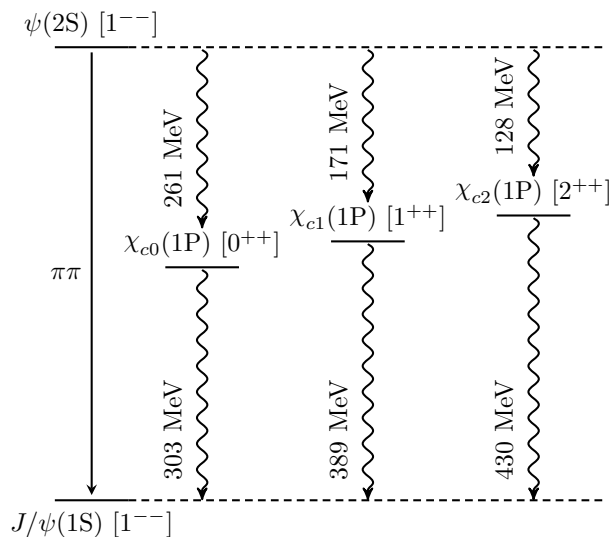 ψ(2S) [1⁻⁻]
261 MeV
171 MeV
128 MeV
χc0(1P) [0⁺⁺]
χc1(1P) [1⁺⁺]
χc2(1P) [2⁺⁺]
ππ
303 MeV
389 MeV
430 MeV
J/ψ(1S) [1⁻⁻]